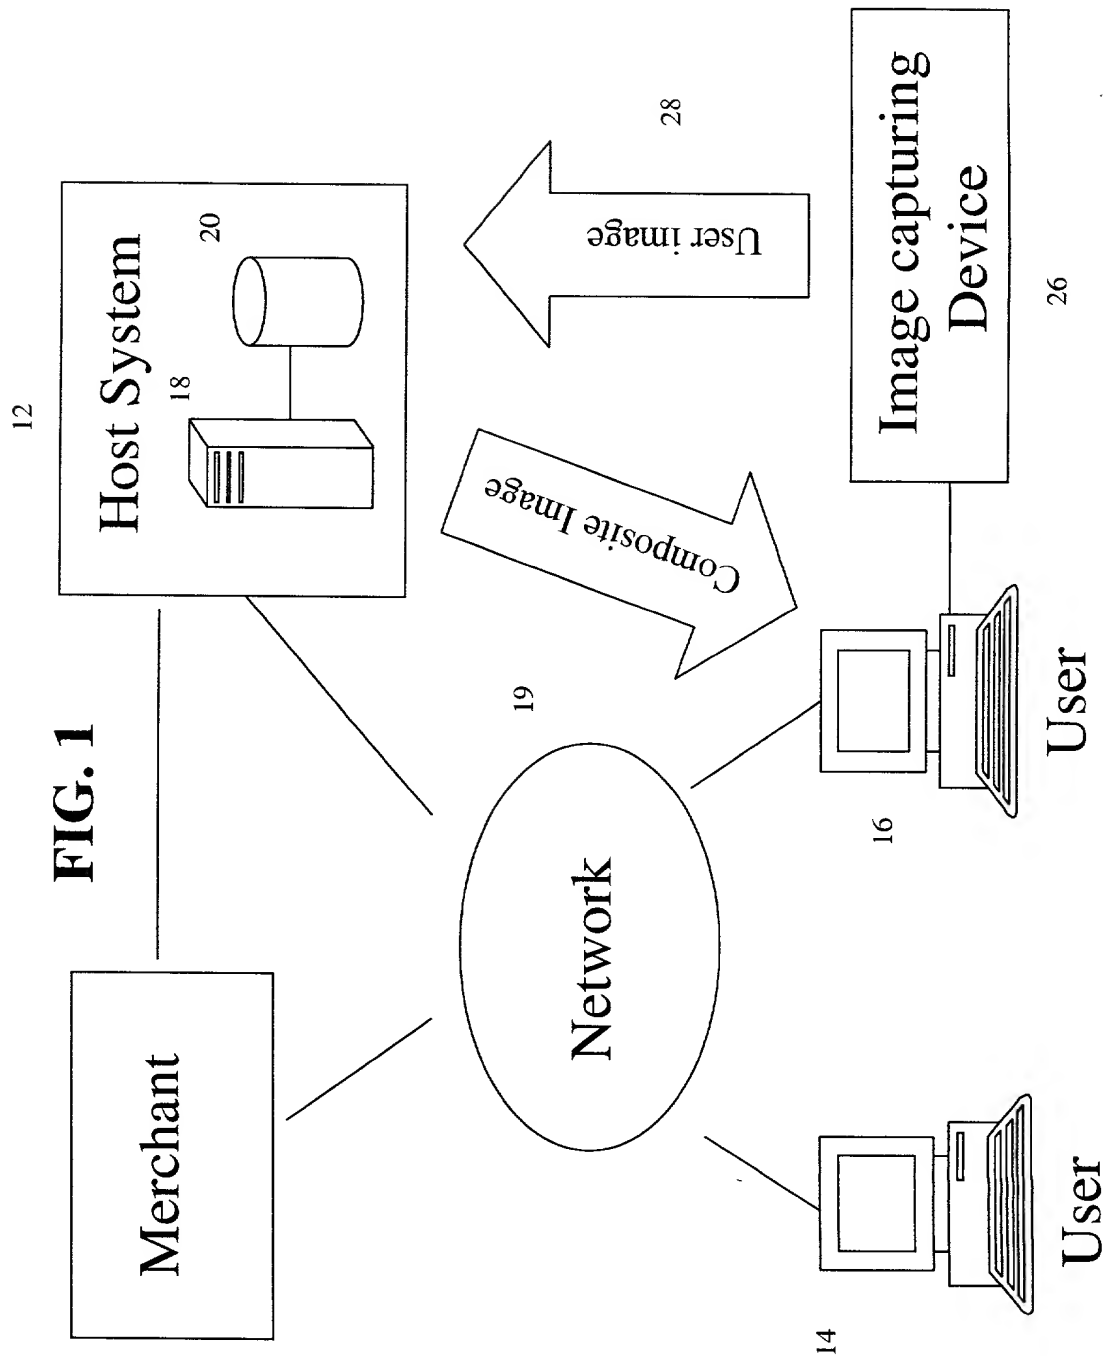 FIG. 1
12
Merchant
Host System
18
20
19
Network
Composite Image
User image
28
14
User
16
User
Image capturing
Device
26